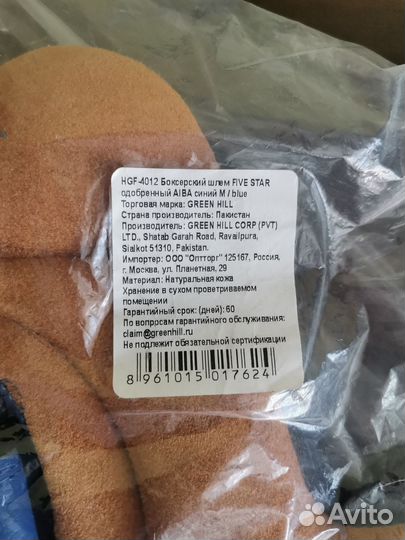 HGF-4012 Боксерский шлем FIVE STAR
одобренный AIBA синий M / blue
Торговая марка: GREEN HILL
Страна производитель: Пакистан
Производитель: GREEN HILL CORP (PVT)
LTD., Shatab Garah Road, Ravailpura,
Sialkot 51310, Pakistan.
Импортер: ООО "Оптторг" 125167, Россия,
г. Москва, ул. Планетная, 29
Материал: Натуральная кожа
Хранение в сухом проветриваемом
помещении
Гарантийный срок: (дней): 60
По вопросам гарантийного обслуживания:
claim@greenhill.ru
Не подлежит обязательной сертификации
8 961015 017624
Avito